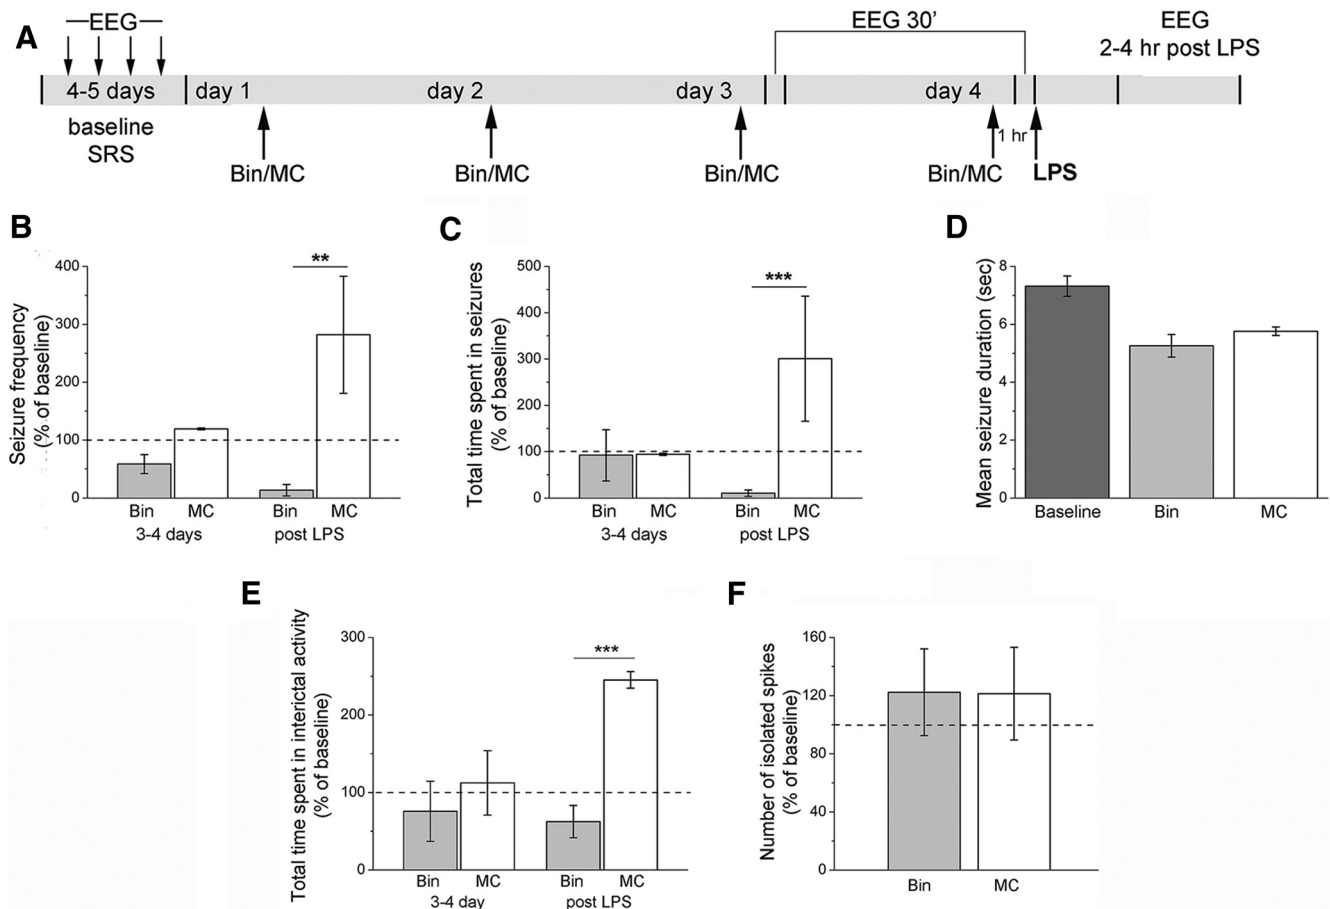 A
EEG
EEG 30’
EEG
2-4 hr post LPS
4-5 days
day 1
day 2
day 3
day 4
baseline
SRS
Bin/MC
Bin/MC
Bin/MC
Bin/MC
1 hr
LPS
B
Seizure frequency
(% of baseline)
400
300
200
100
0
**
Bin
MC
Bin
MC
3-4 days
post LPS
C
Total time spent in seizures
(% of baseline)
500
400
300
200
100
0
***
Bin
MC
Bin
MC
3-4 days
post LPS
D
Mean seizure duration (sec)
8
6
4
2
0
Baseline
Bin
MC
E
Total time spent in interictal activity
(% of baseline)
300
200
100
0
***
Bin
MC
Bin
MC
3-4 day
post LPS
F
Number of isolated spikes
(% of baseline)
160
120
80
40
0
Bin
MC